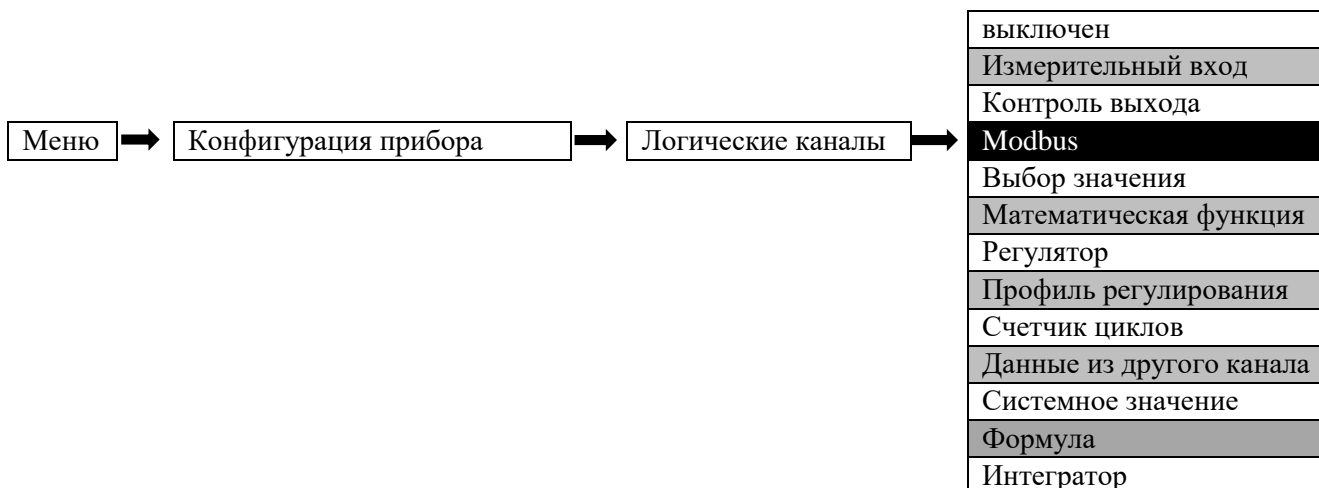 выключен
Измерительный вход
Контроль выхода
Меню Конфигурация прибора Логические каналы Modbus
Выбор значения
Математическая функция
Регулятор
Профиль регулирования
Счетчик циклов
Данные из другого канала
Системное значение
Формула
Интегратор